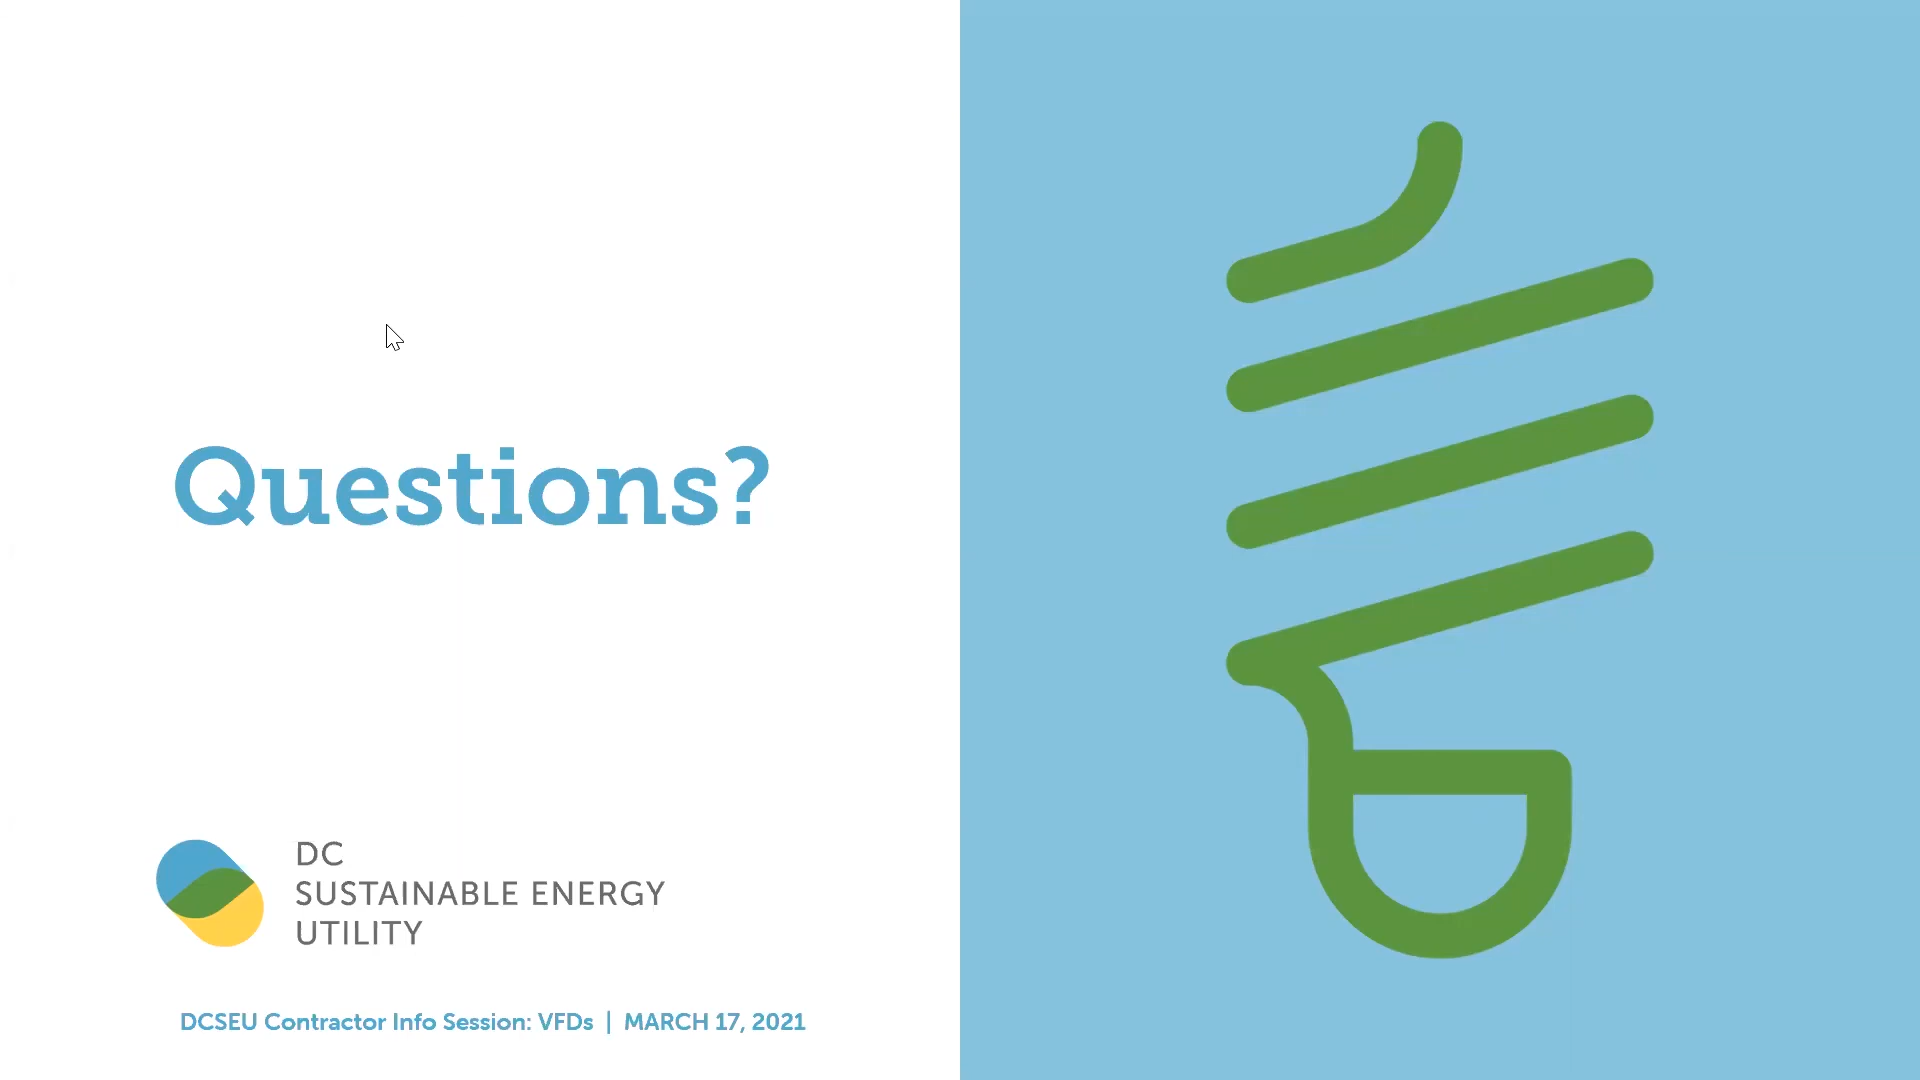 Questions?
DC
SUSTAINABLE ENERGY
UTILITY
DCSEU Contractor Info Session: VFDs | MARCH 17, 2021